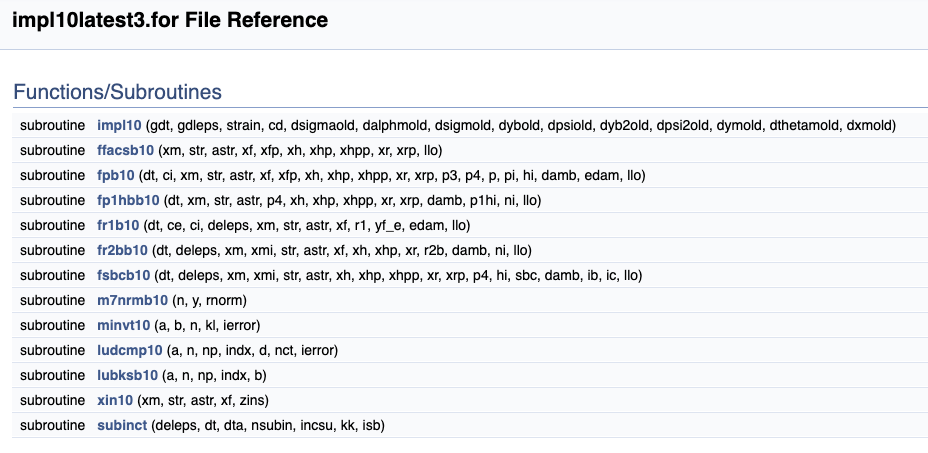 impl10latest3.for File Reference
Functions/Subroutines
subroutine impl10 (gdt, gdleps, strain, cd, dsigmaold, dalphmold, dsigmold, dybold, dpsiold, dyb2old, dpsi2old, dymold, dthetamold, dxmold)
subroutine ffacsb10 (xm, str, astr, xf, xfp, xh, xhp, xhpp, xr, xrp, llo)
subroutine fpb10 (dt, ci, xm, str, astr, xf, xfp, xh, xhp, xhpp, xr, xrp, p3, p4, p, pi, hi, damb, edam, llo)
subroutine fp1hbb10 (dt, xm, str, astr, p4, xh, xhp, xhpp, xr, xrp, damb, p1hi, ni, llo)
subroutine fr1b10 (dt, ce, ci, deleps, xm, str, astr, xf, r1, yf_e, edam, llo)
subroutine fr2bb10 (dt, deleps, xm, xmi, str, astr, xf, xh, xhp, xr, r2b, damb, ni, llo)
subroutine fsbcb10 (dt, deleps, xm, xmi, str, astr, xh, xhp, xhpp, xr, xrp, p4, hi, sbc, damb, ib, ic, llo)
subroutine m7nrmb10 (n, y, rnorm)
subroutine minvt10 (a, b, n, kl, ierror)
subroutine ludcmp10 (a, n, np, indx, d, nct, ierror)
subroutine lubksb10 (a, n, np, indx, b)
subroutine xin10 (xm, str, astr, xf, zins)
subroutine subinct (deleps, dt, dta, nsubin, incsu, kk, isb)